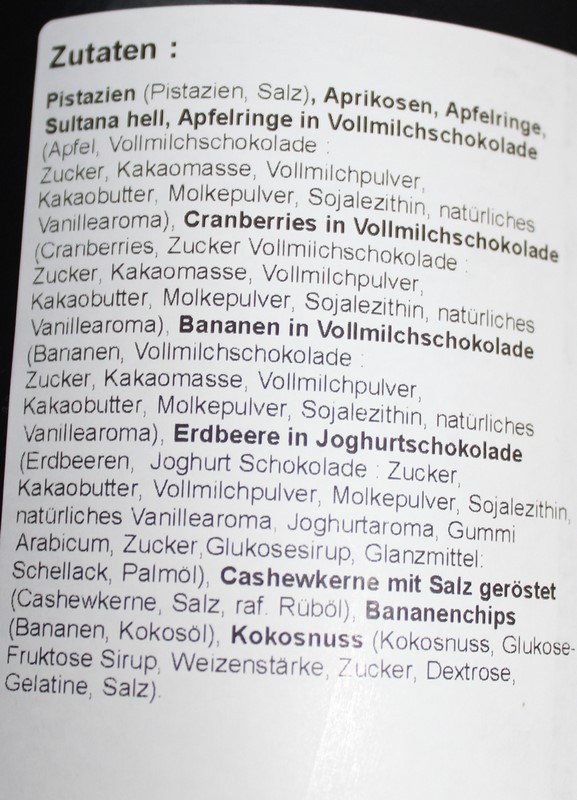 Zutaten :
Pistazien (Pistazien, Salz), Aprikosen, Apfelringe,
Sultana hell, Apfelringe in Vollmilchschokolade
(Apfel, Vollmilchschokolade :
Zucker, Kakaomasse, Vollmilchpulver,
Kakaobutter, Molkepulver, Sojalezithin, natürliches
Vanillearoma), Cranberries in Vollmilchschokolade
(Cranberries, Zucker Vollmilchschokolade :
Zucker, Kakaomasse, Vollmilchpulver,
Kakaobutter, Molkepulver, Sojalezithin, natürliches
Vanillearoma), Bananen in Vollmilchschokolade
(Bananen, Vollmilchschokolade :
Zucker, Kakaomasse, Vollmilchpulver,
Kakaobutter, Molkepulver, Sojalezithin, natürliches
Vanillearoma), Erdbeere in Joghurtschokolade
(Erdbeeren, Joghurt Schokolade : Zucker,
Kakaobutter, Vollmilchpulver, Molkepulver, Sojalezithin,
natürliches Vanillearoma, Joghurtaroma, Gummi
Arabicum, Zucker,Glukosesirup, Glanzmittel:
Schellack, Palmöl), Cashewkerne mit Salz geröstet
(Cashewkerne, Salz, raf. Rüböl), Bananenchips
(Bananen, Kokosöl), Kokosnuss (Kokosnuss, Glukose-
Fruktose Sirup, Weizenstärke, Zucker, Dextrose,
Gelatine, Salz).